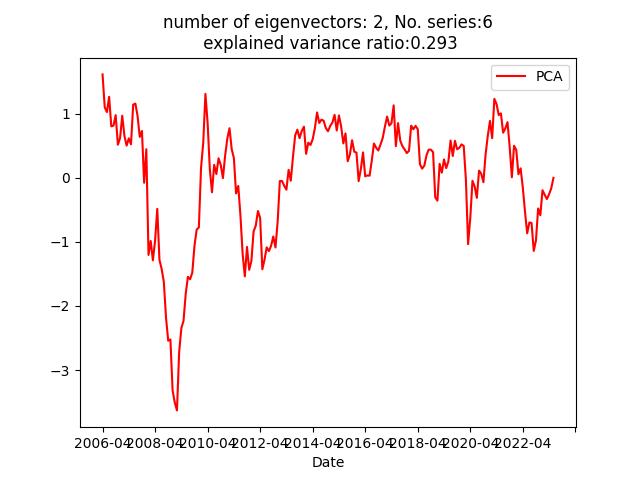 number of eigenvectors: 2, No. series:6
explained variance ratio:0.293
PCA
1
0
−1
−2
−3
2006-04 2008-04 2010-04 2012-04 2014-04 2016-04 2018-04 2020-04 2022-04
Date